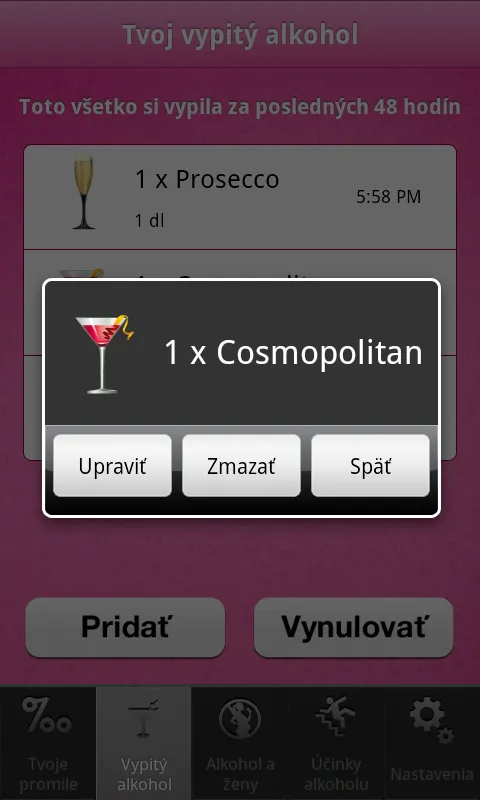 Tvoj vypitý alkohol
Toto všetko si vypila za posledných 48 hodín
1 x Prosecco
5:58 PM
1 dl
1 x Cosmopolitan
Upraviť
Zmazať
Späť
Pridať
Vynulovať
Tvoje
promile
Vypitý
alkohol
Alkohol a
ženy
Účinky
alkoholu
Nastavenia